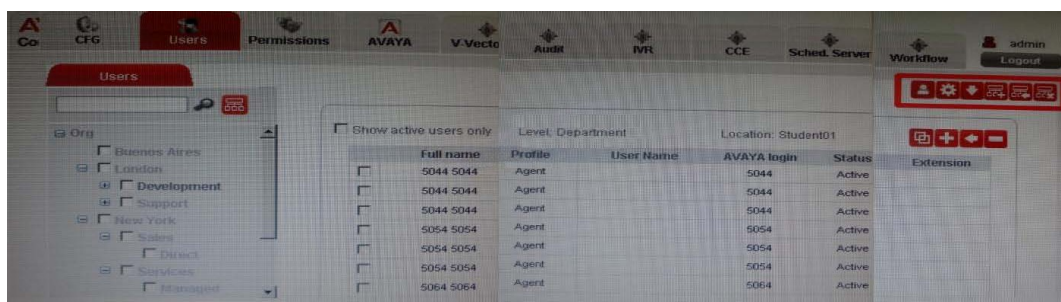 A
Co
CFG
Users
Permissions
AVAYA
V-Vecto
Audit
IVR
CCE
Sched. Server
Workflow
admin
Logout
Users
Org
Buenos Aires
London
Development
Support
New York
Sales
Direct
Services
Managed
Show active users only Level: Department Location: Student01
Full name Profile User Name AVAYA login Status Extension
5044 5044 Agent 5044 Active
5044 5044 Agent 5044 Active
5044 5044 Agent 5044 Active
5054 5054 Agent 5054 Active
5054 5054 Agent 5054 Active
5054 5054 Agent 5054 Active
5064 5064 Agent 5064 Active